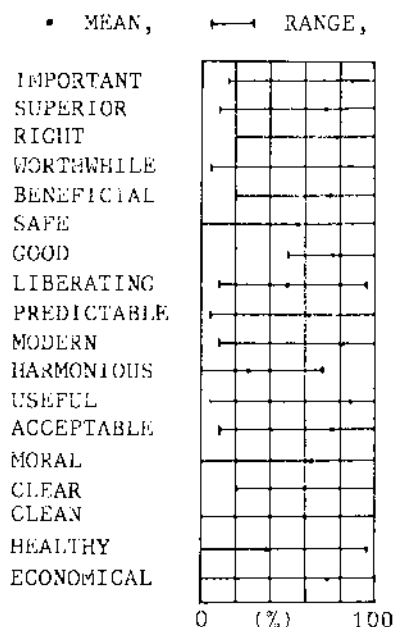 • MEAN, RANGE,
IMPORTANT
SUPERIOR
RIGHT
WORTHWHILE
BENEFICIAL
SAFE
GOOD
LIBERATING
PREDICTABLE
MODERN
HARMONIOUS
USEFUL
ACCEPTABLE
MORAL
CLEAR
CLEAN
HEALTHY
ECONOMICAL
0 (%) 100